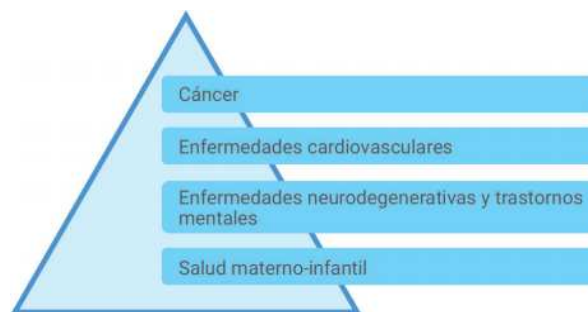 Cáncer
Enfermedades cardiovasculares
Enfermedades neurodegenerativas y trastornos
mentales
Salud materno-infantil